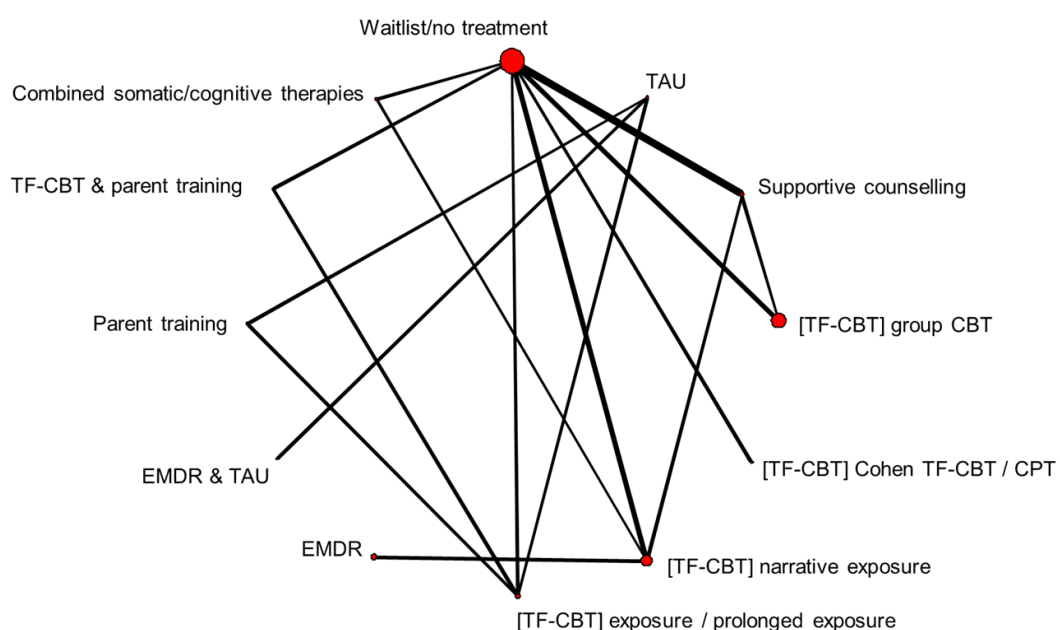 Waitlist/no treatment
TAU
Combined somatic/cognitive therapies
TF-CBT & parent training
Supportive counselling
Parent training
[TF-CBT] group CBT
EMDR & TAU
[TF-CBT] Cohen TF-CBT / CPT
EMDR
[TF-CBT] narrative exposure
[TF-CBT] exposure / prolonged exposure